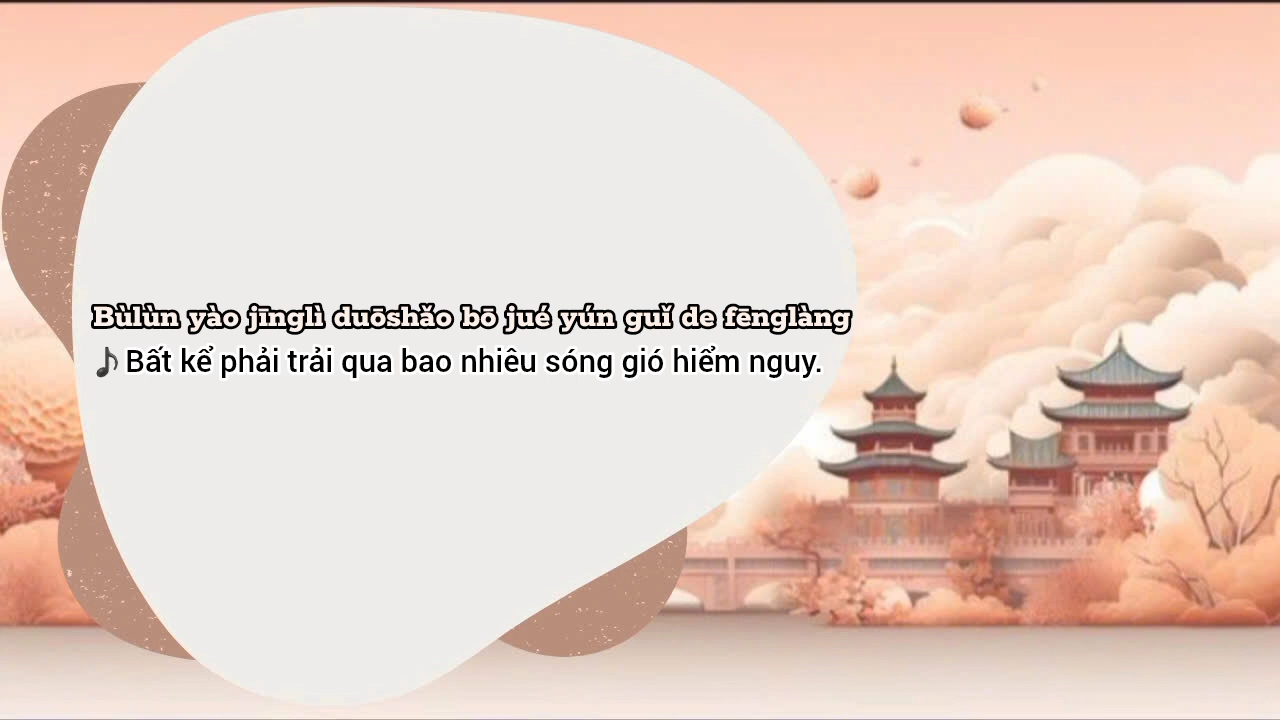 Bùlùn yào jīnglì duōshǎo bō jué yún guǐ de fēnglàng
♪ Bất kể phải trải qua bao nhiêu sóng gió hiểm nguy.